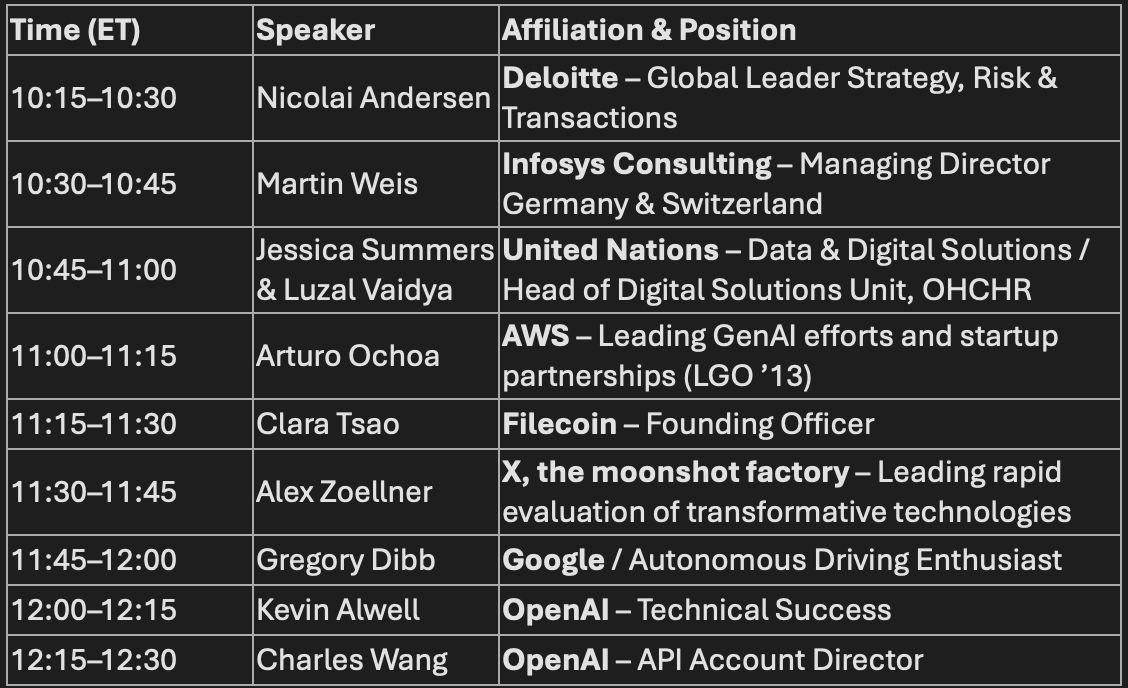 Time (ET) Speaker Affiliation & Position
10:15–10:30 Nicolai Andersen Deloitte – Global Leader Strategy, Risk &
Transactions
10:30–10:45 Martin Weis Infosys Consulting – Managing Director
Germany & Switzerland
10:45–11:00 Jessica Summers
& Luzal Vaidya United Nations – Data & Digital Solutions /
Head of Digital Solutions Unit, OHCHR
11:00–11:15 Arturo Ochoa AWS – Leading GenAI efforts and startup
partnerships (LGO ’13)
11:15–11:30 Clara Tsao Filecoin – Founding Officer
11:30–11:45 Alex Zoellner X, the moonshot factory – Leading rapid
evaluation of transformative technologies
11:45–12:00 Gregory Dibb Google / Autonomous Driving Enthusiast
12:00–12:15 Kevin Alwell OpenAI – Technical Success
12:15–12:30 Charles Wang OpenAI – API Account Director